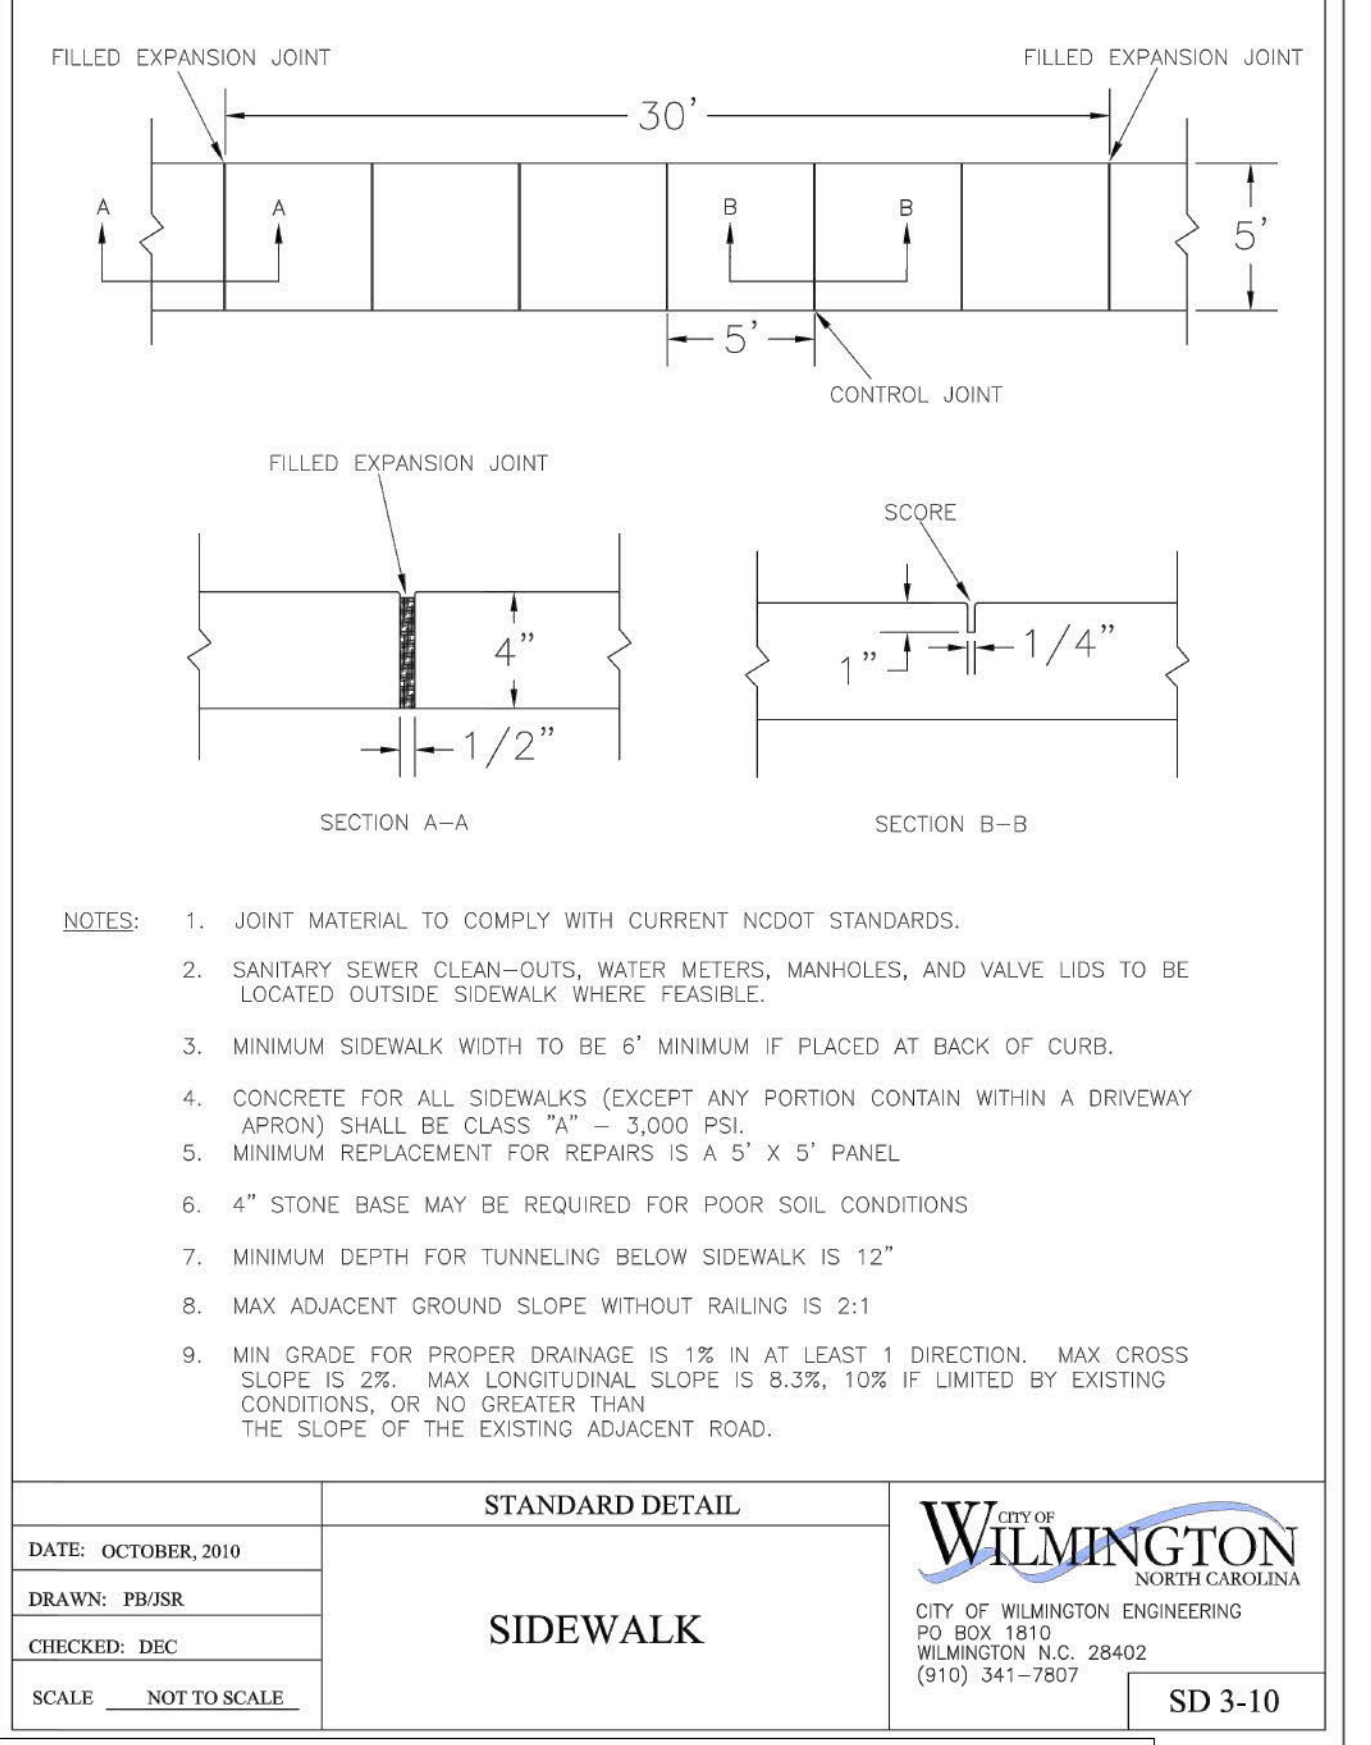 FILLED EXPANSION JOINT
FILLED EXPANSION JOINT
30'
A
A
B
B
5'
5'
CONTROL JOINT
FILLED EXPANSION JOINT
SCORE
4"
1"
1/4"
1/2"
SECTION A-A
SECTION B-B
NOTES: 1. JOINT MATERIAL TO COMPLY WITH CURRENT NCDOT STANDARDS.
2. SANITARY SEWER CLEAN-OUTS, WATER METERS, MANHOLES, AND VALVE LIDS TO BE
LOCATED OUTSIDE SIDEWALK WHERE FEASIBLE.
3. MINIMUM SIDEWALK WIDTH TO BE 6' MINIMUM IF PLACED AT BACK OF CURB.
4. CONCRETE FOR ALL SIDEWALKS (EXCEPT ANY PORTION CONTAIN WITHIN A DRIVEWAY
APRON) SHALL BE CLASS "A" - 3,000 PSI.
5. MINIMUM REPLACEMENT FOR REPAIRS IS A 5' X 5' PANEL
6. 4" STONE BASE MAY BE REQUIRED FOR POOR SOIL CONDITIONS
7. MINIMUM DEPTH FOR TUNNELING BELOW SIDEWALK IS 12"
8. MAX ADJACENT GROUND SLOPE WITHOUT RAILING IS 2:1
9. MIN GRADE FOR PROPER DRAINAGE IS 1% IN AT LEAST 1 DIRECTION. MAX CROSS
SLOPE IS 2%. MAX LONGITUDINAL SLOPE IS 8.3%, 10% IF LIMITED BY EXISTING
CONDITIONS, OR NO GREATER THAN
THE SLOPE OF THE EXISTING ADJACENT ROAD.
STANDARD DETAIL
DATE: OCTOBER, 2010
DRAWN: PB/JSR
CHECKED: DEC
SCALE NOT TO SCALE
SIDEWALK
CITY OF
WILMINGTON
NORTH CAROLINA
CITY OF WILMINGTON ENGINEERING
PO BOX 1810
WILMINGTON N.C. 28402
(910) 341-7807
SD 3-10